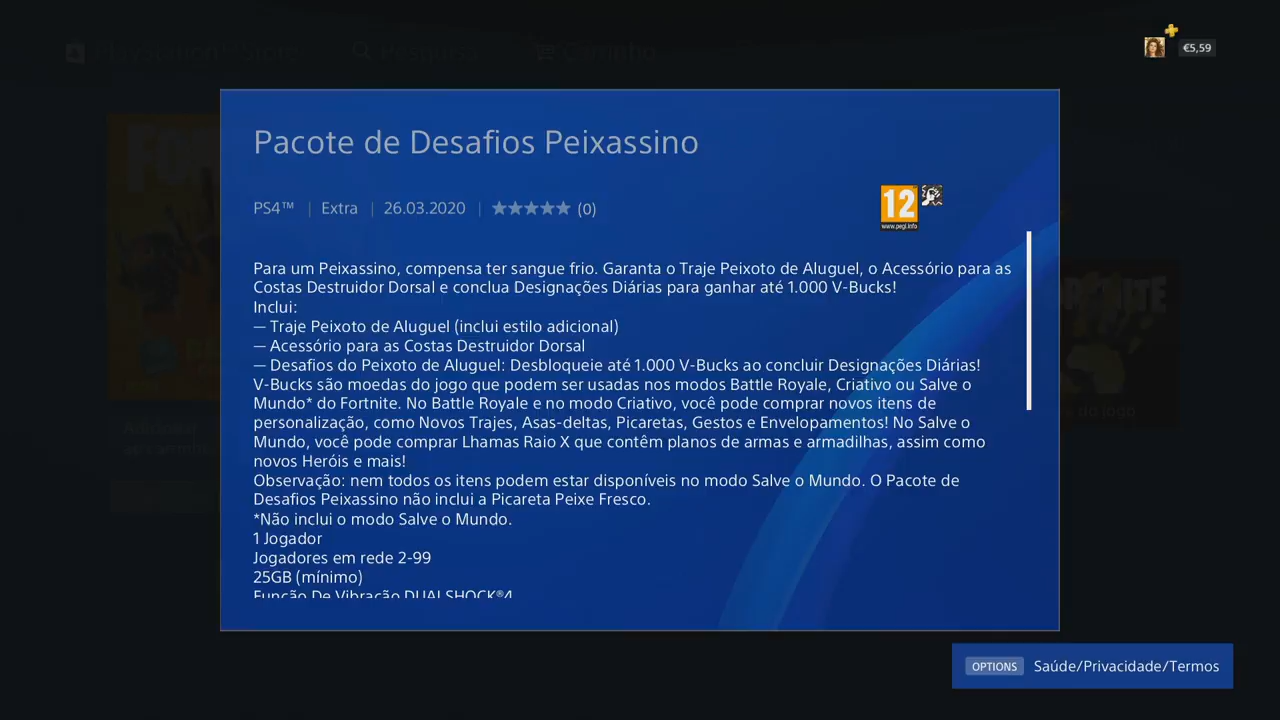 PlayStation™Store
€5,59
Pacote de Desafios Peixassino
PS4™ | Extra | 26.03.2020 | ★★★★★ (0)
12
www.pegi.info
Para um Peixassino, compensa ter sangue frio. Garanta o Traje Peixoto de Aluguel, o Acessório para as
Costas Destruidor Dorsal e conclua Designações Diárias para ganhar até 1.000 V-Bucks!
Inclui:
— Traje Peixoto de Aluguel (inclui estilo adicional)
— Acessório para as Costas Destruidor Dorsal
— Desafios do Peixoto de Aluguel: Desbloqueie até 1.000 V-Bucks ao concluir Designações Diárias!
V-Bucks são moedas do jogo que podem ser usadas nos modos Battle Royale, Criativo ou Salve o
Mundo* do Fortnite. No Battle Royale e no modo Criativo, você pode comprar novos itens de
personalização, como Novos Trajes, Asas-deltas, Picaretas, Gestos e Envelopamentos! No Salve o
Mundo, você pode comprar Lhamas Raio X que contêm planos de armas e armadilhas, assim como
novos Heróis e mais!
Observação: nem todos os itens podem estar disponíveis no modo Salve o Mundo. O Pacote de
Desafios Peixassino não inclui a Picareta Peixe Fresco.
*Não inclui o modo Salve o Mundo.
1 Jogador
Jogadores em rede 2-99
25GB (mínimo)
Função De Vibração DUALSHOCK®4
OPTIONS Saúde/Privacidade/Termos